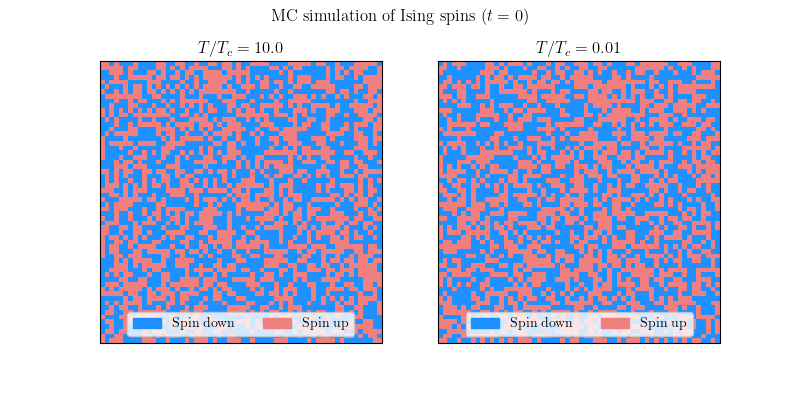 MC simulation of Ising spins (t = 0)
T/T_c = 10.0
T/T_c = 0.01
Spin down Spin up
Spin down Spin up